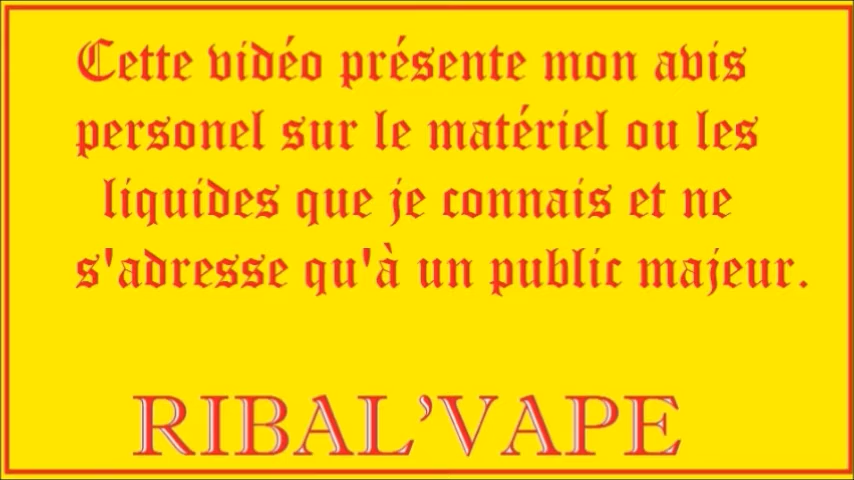 Cette vidéo présente mon avis
personel sur le matériel ou les
liquides que je connais et ne
s'adresse qu'à un public majeur.
RIBAL'VAPE